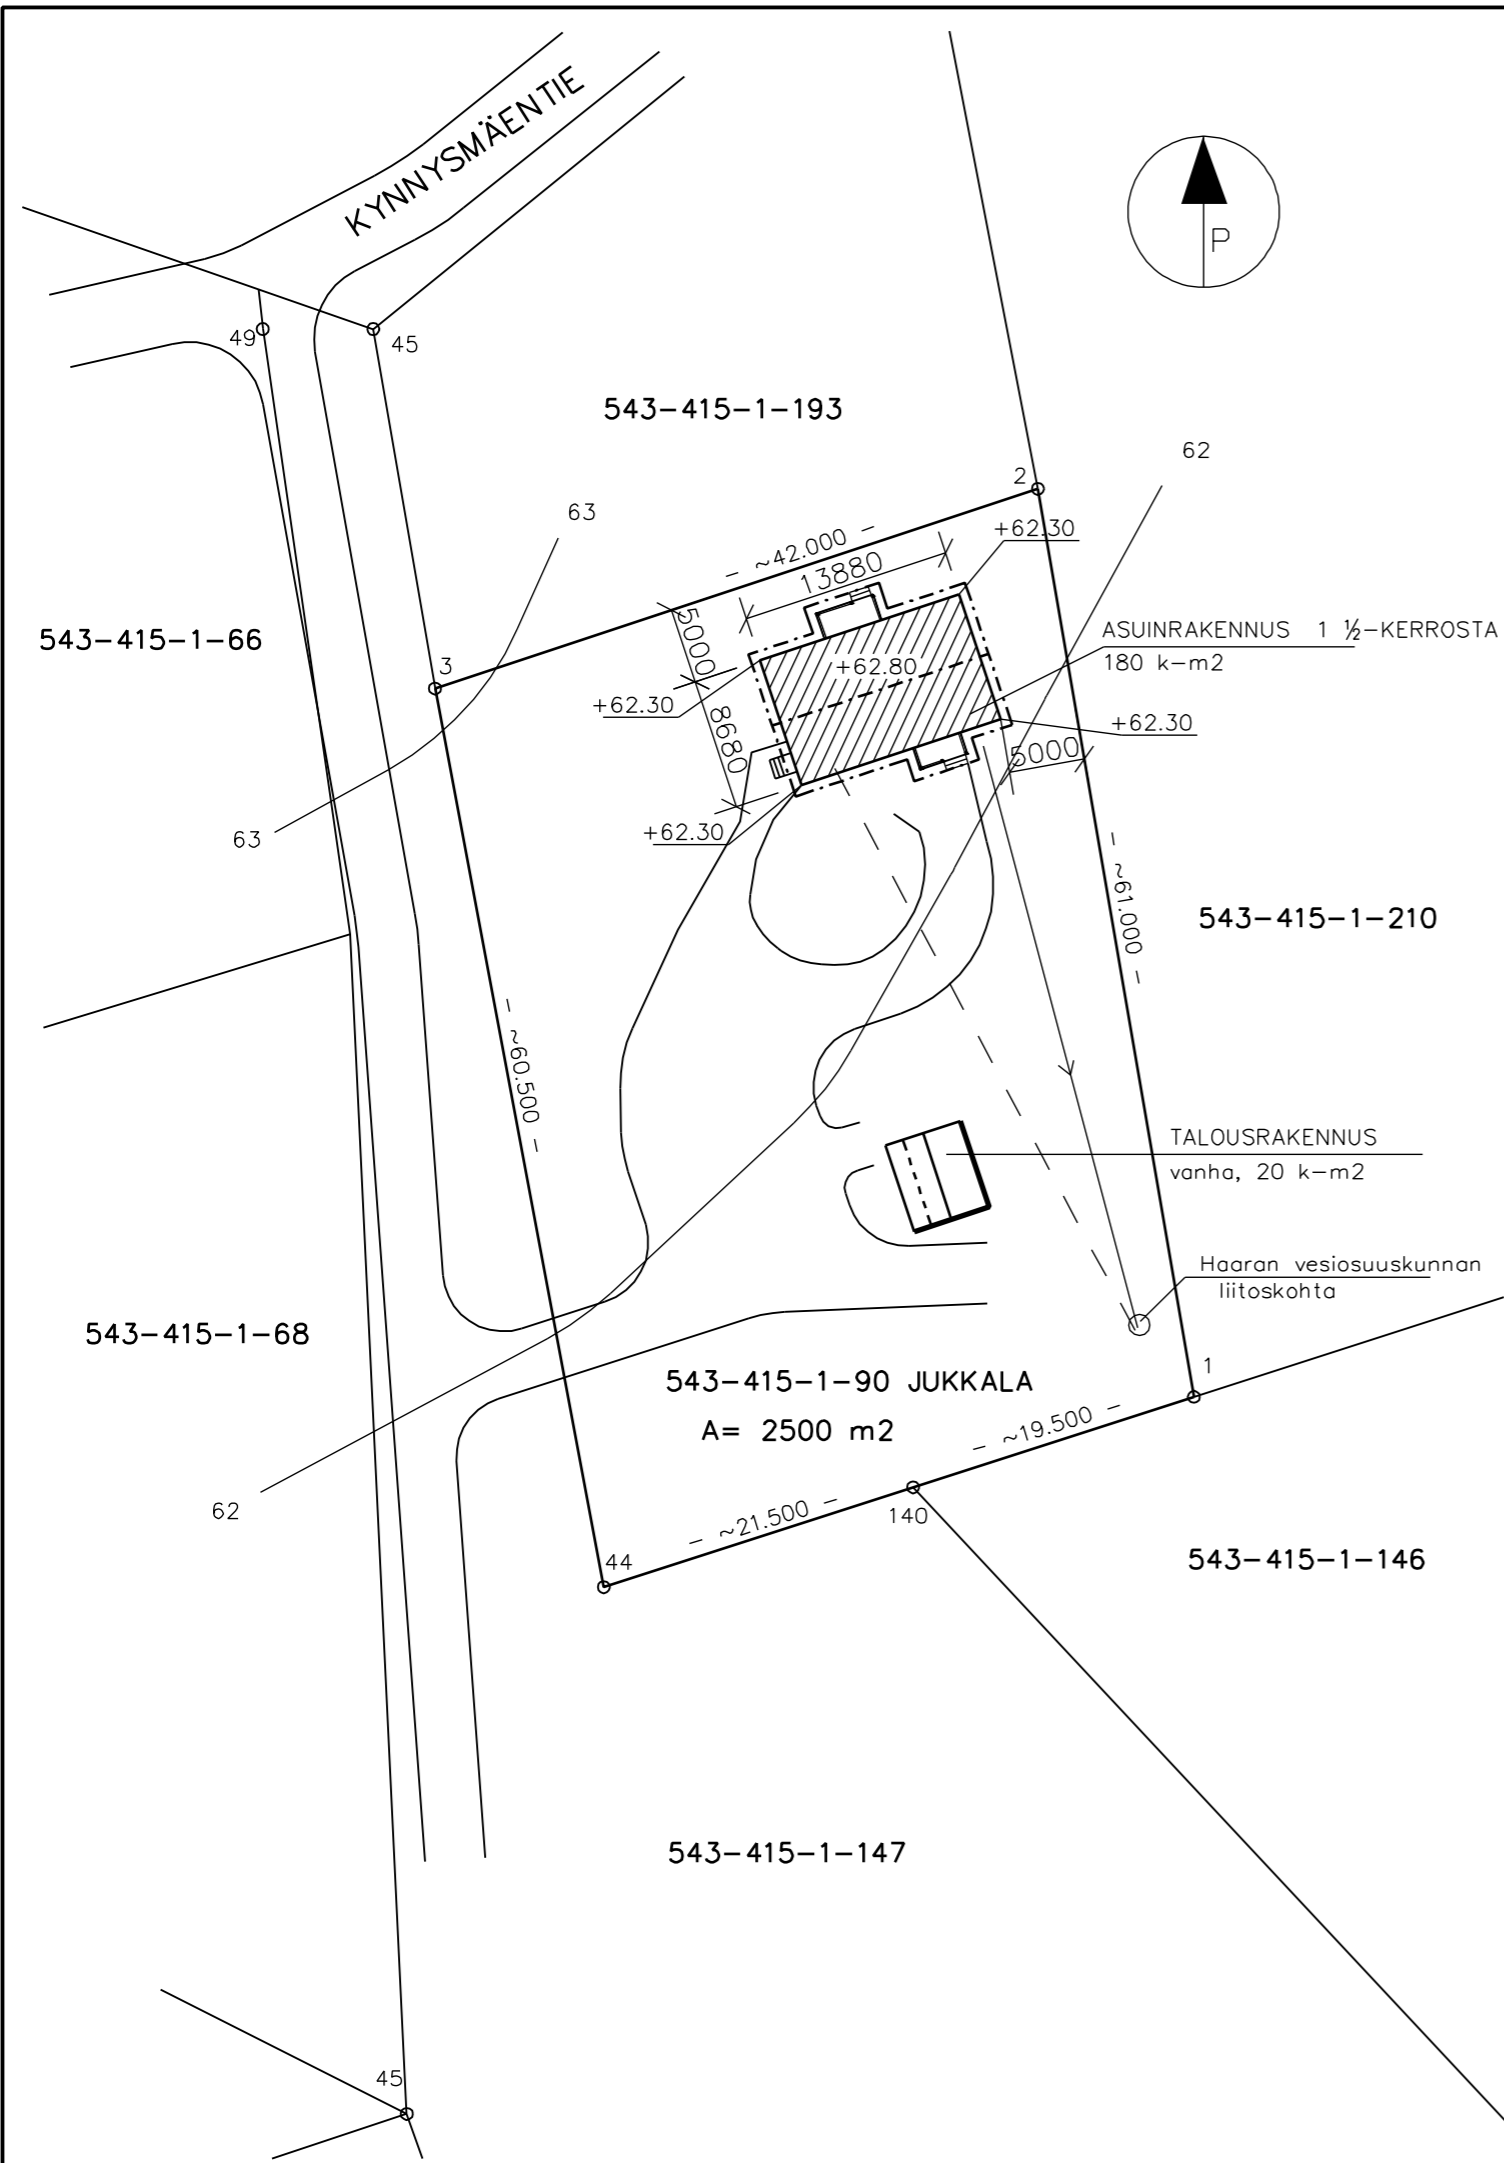 KYNNYSMÄENTIE
P
49
45
543-415-1-193
62
2
63
- ~42.000 -
+62.30
13880
5000
543-415-1-66
ASUINRAKENNUS 1 ½-KERROSTA
180 k-m2
3
+62.80
+62.30
+62.30
8680
5000
63
+62.30
- ~61.000 -
543-415-1-210
- ~60.500 -
TALOUSRAKENNUS
vanha, 20 k-m2
Haaran vesiosuuskunnan
liitoskohta
543-415-1-68
1
543-415-1-90 JUKKALA
A= 2500 m2
- ~19.500 -
62
- ~21.500 -
140
44
543-415-1-146
543-415-1-147
45